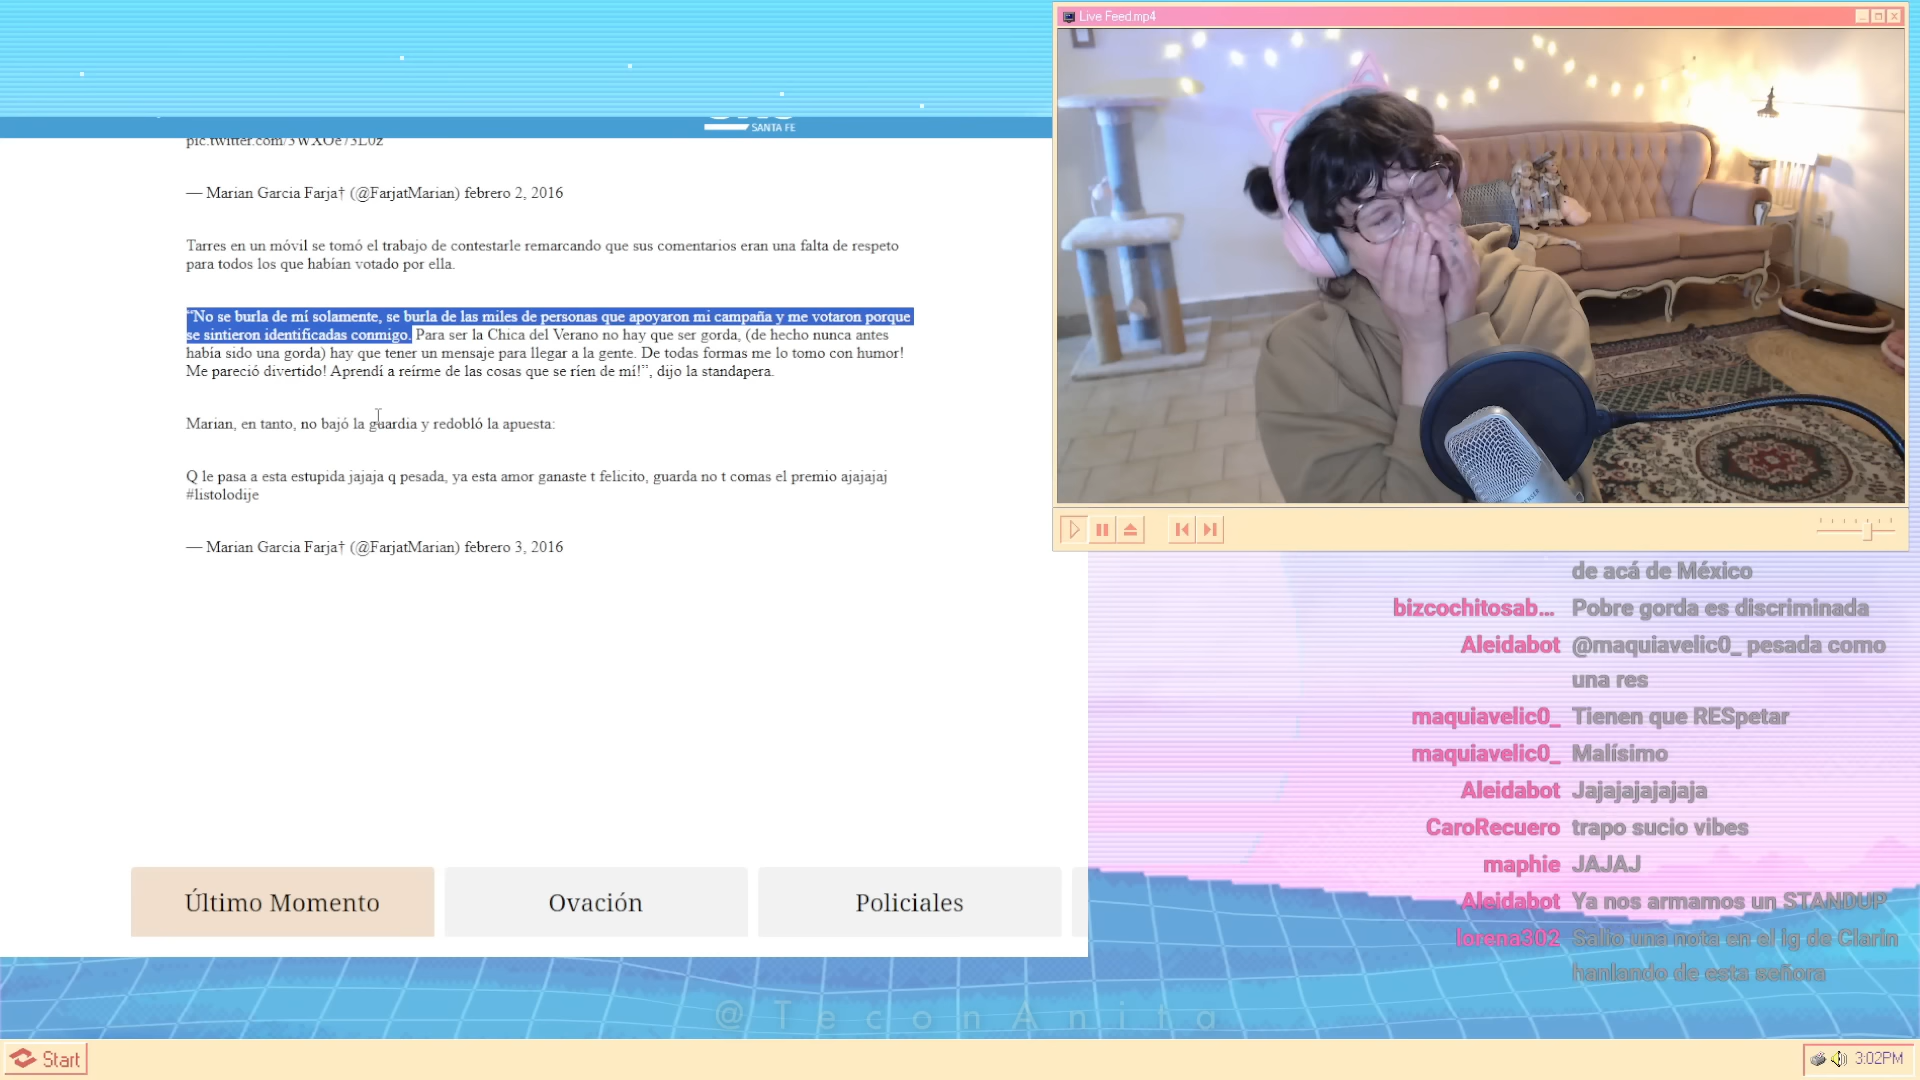 SANTA FE
pic.twitter.com/3WXOe73L0z
— Marian Garcia Farja† (@FarjatMarian) febrero 2, 2016
Tarres en un móvil se tomó el trabajo de contestarle remarcando que sus comentarios eran una falta de respeto
para todos los que habían votado por ella.
“No se burla de mí solamente, se burla de las miles de personas que apoyaron mi campaña y me votaron porque
se sintieron identificadas conmigo. Para ser la Chica del Verano no hay que ser gorda, (de hecho nunca antes
había sido una gorda) hay que tener un mensaje para llegar a la gente. De todas formas me lo tomo con humor!
Me pareció divertido! Aprendí a reírme de las cosas que se ríen de mí!”, dijo la standapera.
Marian, en tanto, no bajó la guardia y redobló la apuesta:
Q le pasa a esta estupida jajaja q pesada, ya esta amor ganaste t felicito, guarda no t comas el premio ajajajaj
#listolodije
— Marian Garcia Farja† (@FarjatMarian) febrero 3, 2016
Último Momento
Ovación
Policiales
Live Feed.mp4
de acá de México
bizcochitosab... Pobre gorda es discriminada
Aleidabot @maquiavelic0_ pesada como
una res
maquiavelic0_ Tienen que RESpetar
maquiavelic0_ Malísimo
Aleidabot Jajajajajajaja
CaroRecuero trapo sucio vibes
maphie JAJAJ
Aleidabot Ya nos armamos un STANDUP
lorena302 Salio una nota en el ig de Clarin
hanlando de esta señora
@TeconAnita
Start
3:02PM